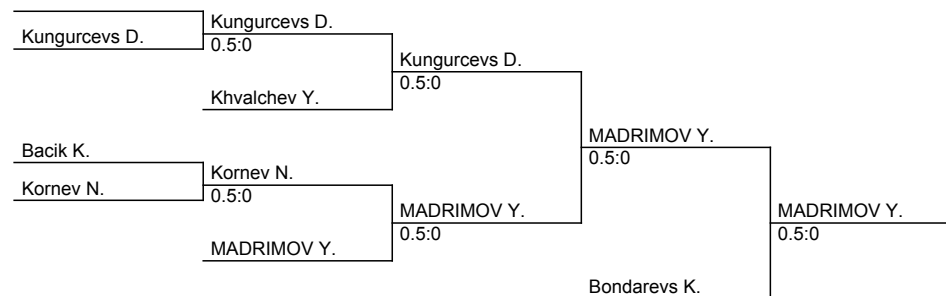 Kungurcevs D.
Kungurcevs D.
0.5:0
Kungurcevs D.
0.5:0
Khvalchev Y.
MADRIMOV Y.
0.5:0
Bacik K.
Kornev N.
0.5:0
Kornev N.
MADRIMOV Y.
0.5:0
MADRIMOV Y.
0.5:0
MADRIMOV Y.
Bondarevs K.